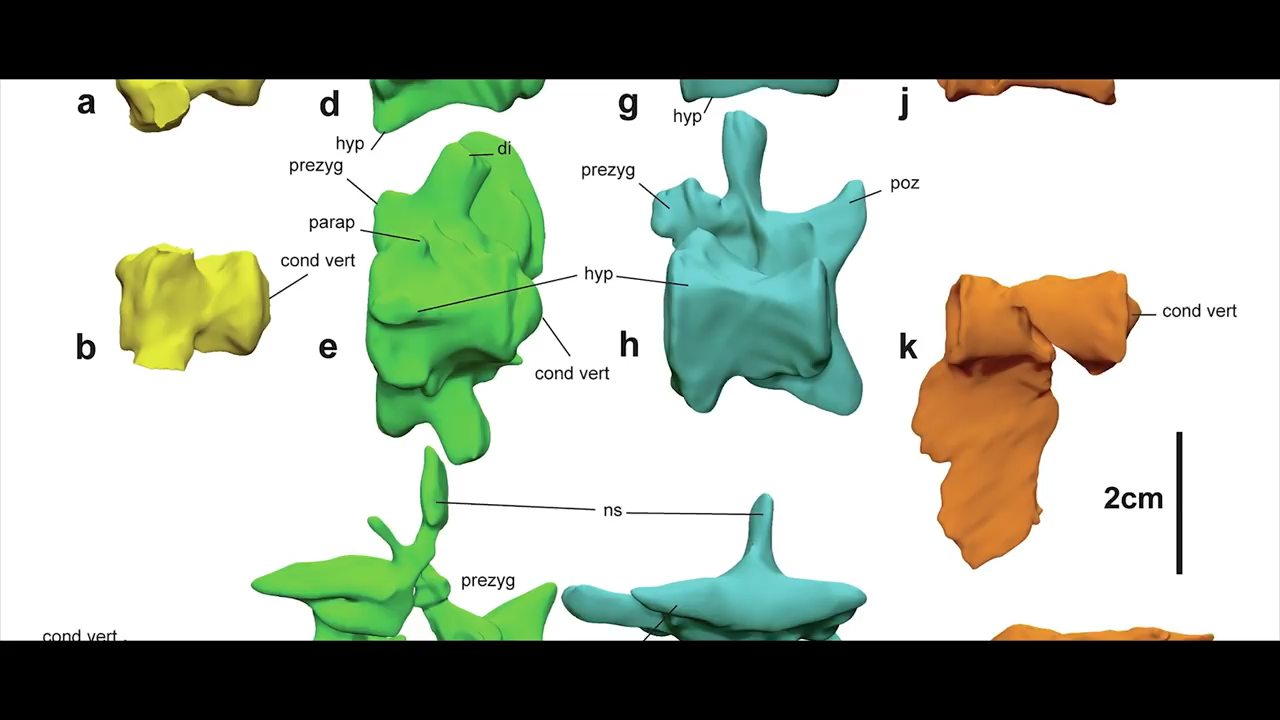 a
d
g
j
hyp
hyp
prezyg
di
prezyg
poz
parap
cond vert
hyp
cond vert
b
e
h
k
cond vert
2cm
ns
prezyg
cond vert